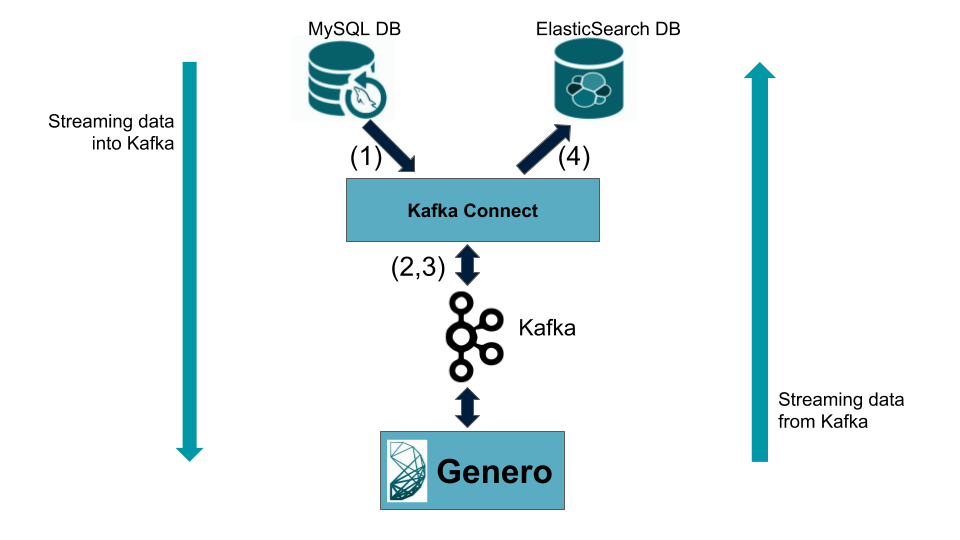 MySQL DB
ElasticSearch DB
Streaming data
into Kafka
(1)
(4)
Kafka Connect
(2,3)
Kafka
Streaming data
from Kafka
Genero